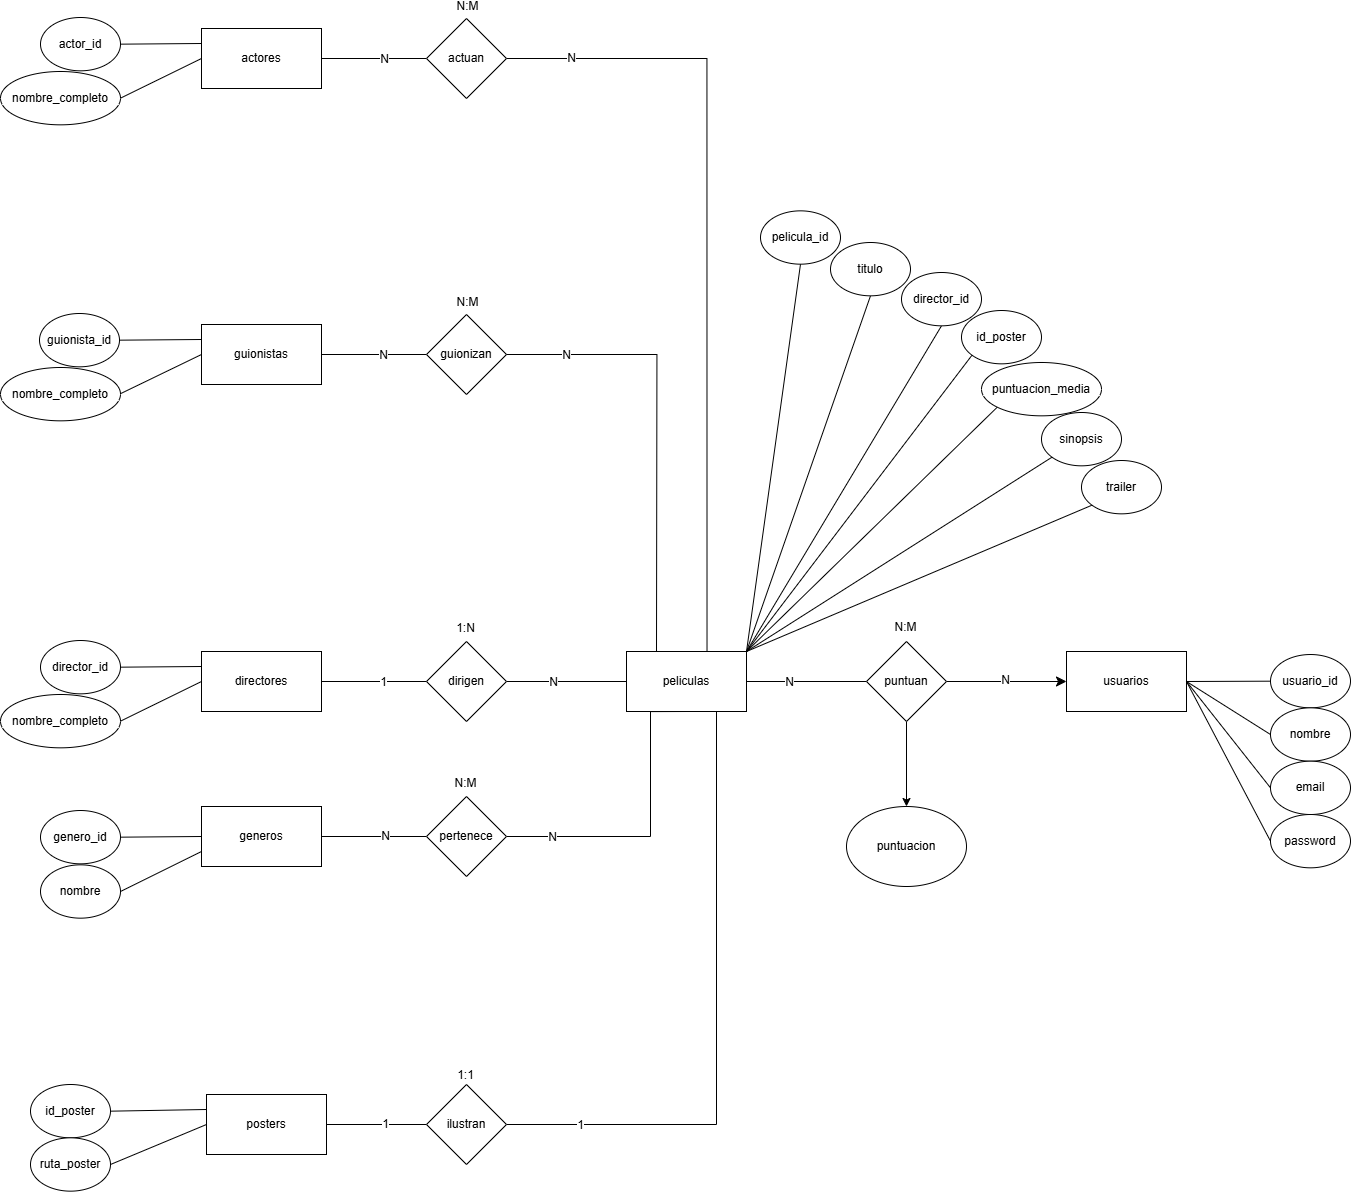 N:M
actor_id
actores
N
actuan
N
nombre_completo
pelicula_id
titulo
director_id
id_poster
puntuacion_media
sinopsis
trailer
N:M
guionista_id
guionistas
N
guionizan
N
nombre_completo
1:N
director_id
directores
1
dirigen
N
peliculas
nombre_completo
N:M
N
puntuan
N
usuarios
usuario_id
nombre
email
password
puntuacion
N:M
genero_id
generos
N
pertenece
N
nombre
1:1
id_poster
posters
1
ilustran
1
ruta_poster